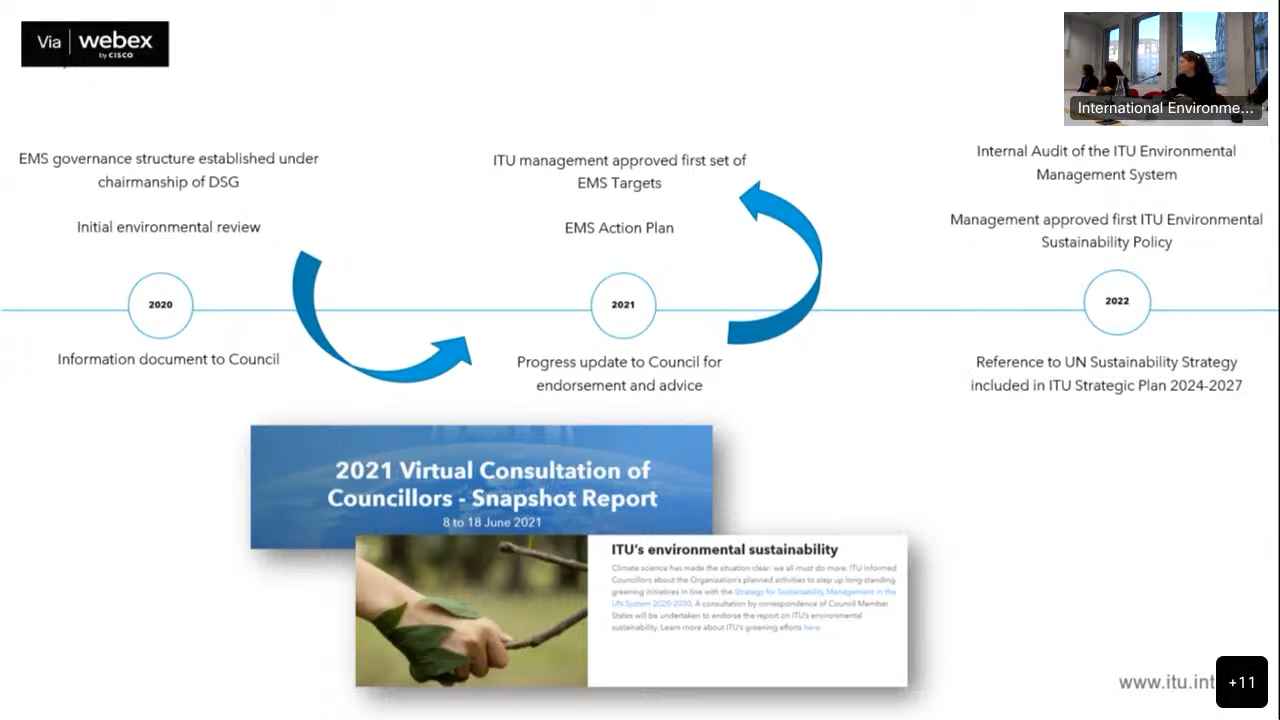 Via | webex
by CISCO
International Environme...
EMS governance structure established under
chairmanship of DSG
Initial environmental review
2020
Information document to Council
ITU management approved first set of
EMS Targets
EMS Action Plan
2021
Progress update to Council for
endorsement and advice
Internal Audit of the ITU Environmental
Management System
Management approved first ITU Environmental
Sustainability Policy
2022
Reference to UN Sustainability Strategy
included in ITU Strategic Plan 2024-2027
2021 Virtual Consultation of
Councillors - Snapshot Report
8 to 18 June 2021
ITU's environmental sustainability
Climate science has made the situation clear: we all must do more. ITU informed
Councillors about the Organization's planned activities to step up long-standing
greening initiatives in line with the Strategy for Sustainability Management in the
UN System 2020-2030. A consultation by correspondence of Council Member
States will be undertaken to endorse the report on ITU's environmental
sustainability. Learn more about ITU's greening efforts here.
www.itu.int
+11